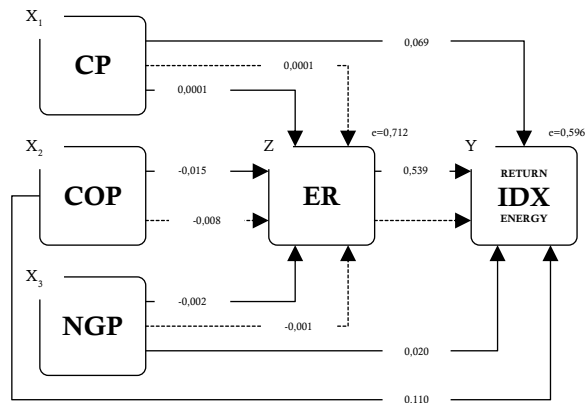 X1
CP
0,069
0,0001
0,0001
e=0,712
e=0,596
X2
Z
Y
COP
-0,015
-0,008
ER
0,539
RETURN
IDX
ENERGY
X3
NGP
-0,002
-0,001
0,020
0,110